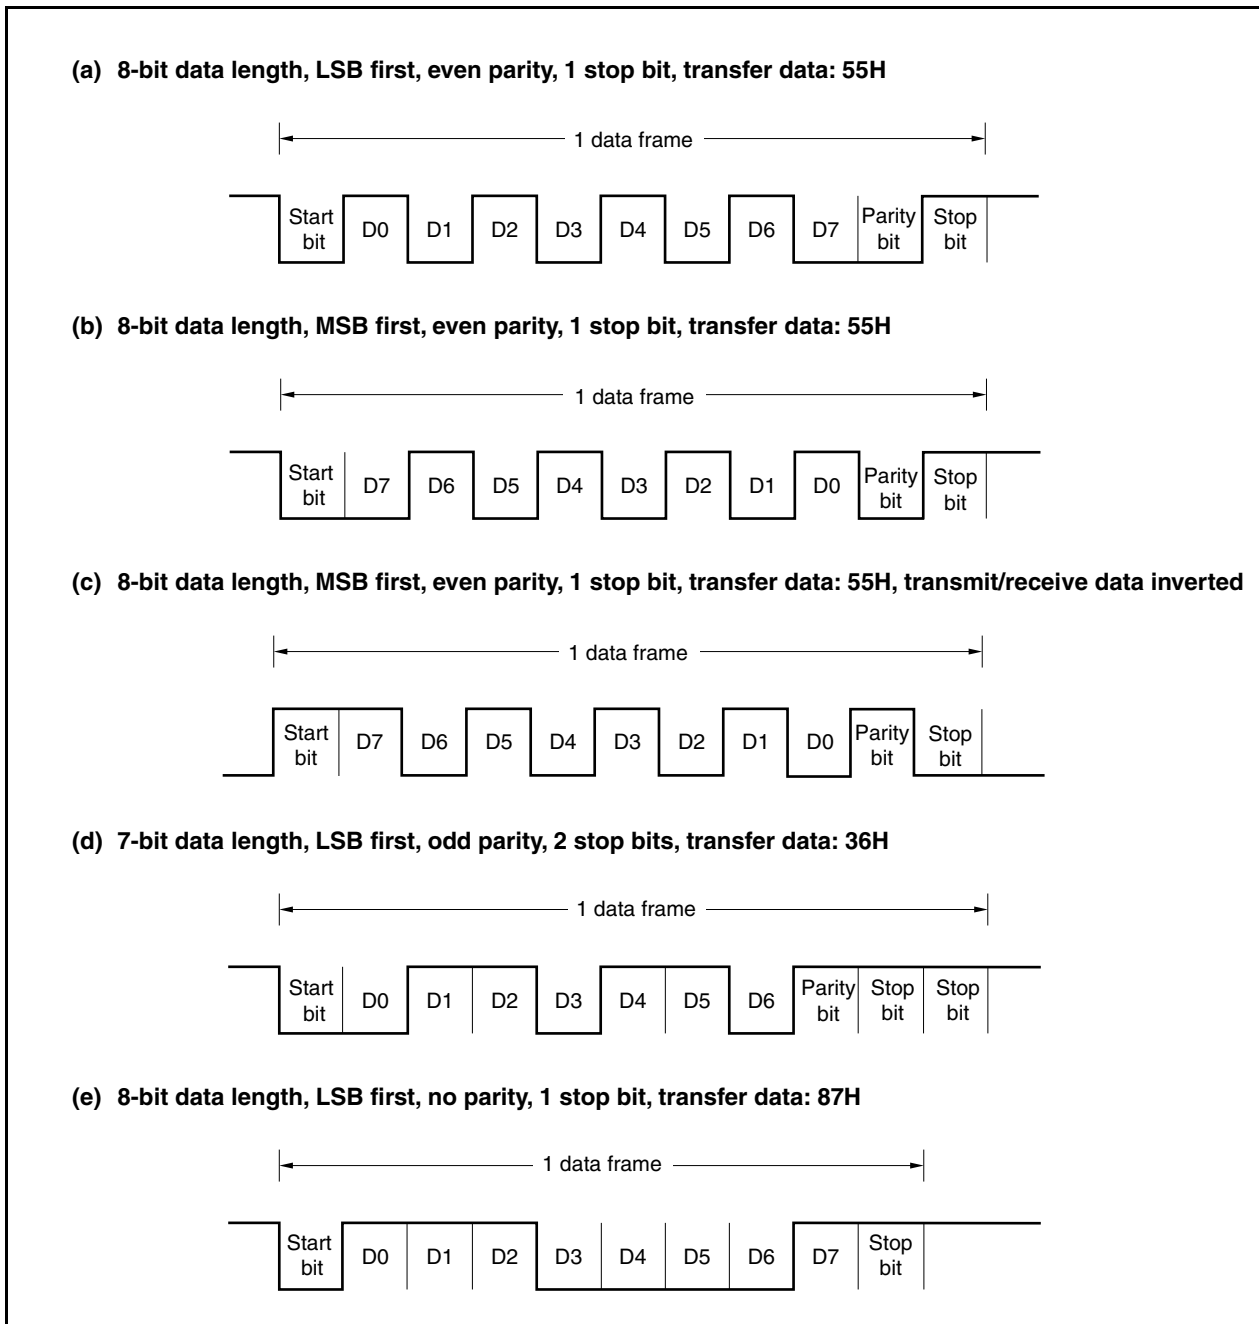 (a) 8-bit data length, LSB first, even parity, 1 stop bit, transfer data: 55H
1 data frame
Start bit D0 D1 D2 D3 D4 D5 D6 D7 Parity bit Stop bit
(b) 8-bit data length, MSB first, even parity, 1 stop bit, transfer data: 55H
1 data frame
Start bit D7 D6 D5 D4 D3 D2 D1 D0 Parity bit Stop bit
(c) 8-bit data length, MSB first, even parity, 1 stop bit, transfer data: 55H, transmit/receive data inverted
1 data frame
Start bit D7 D6 D5 D4 D3 D2 D1 D0 Parity bit Stop bit
(d) 7-bit data length, LSB first, odd parity, 2 stop bits, transfer data: 36H
1 data frame
Start bit D0 D1 D2 D3 D4 D5 D6 Parity bit Stop bit Stop bit
(e) 8-bit data length, LSB first, no parity, 1 stop bit, transfer data: 87H
1 data frame
Start bit D0 D1 D2 D3 D4 D5 D6 D7 Stop bit